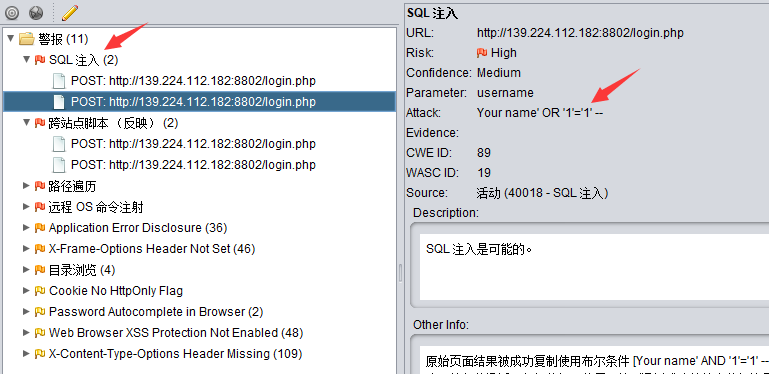 警报 (11)
SQL 注入 (2)
POST: http://139.224.112.182:8802/login.php
POST: http://139.224.112.182:8802/login.php
跨站点脚本 （反映） (2)
POST: http://139.224.112.182:8802/login.php
POST: http://139.224.112.182:8802/login.php
路径遍历
远程 OS 命令注射
Application Error Disclosure (36)
X-Frame-Options Header Not Set (46)
目录浏览 (4)
Cookie No HttpOnly Flag
Password Autocomplete in Browser (2)
Web Browser XSS Protection Not Enabled (48)
X-Content-Type-Options Header Missing (109)
SQL 注入
URL: http://139.224.112.182:8802/login.php
Risk: High
Confidence: Medium
Parameter: username
Attack: Your name' OR '1'='1' --
Evidence:
CWE ID: 89
WASC ID: 19
Source: 活动 (40018 - SQL 注入)
Description:
SQL 注入是可能的。
Other Info:
原始页面结果被成功复制使用布尔条件 [Your name' AND '1'='1' --